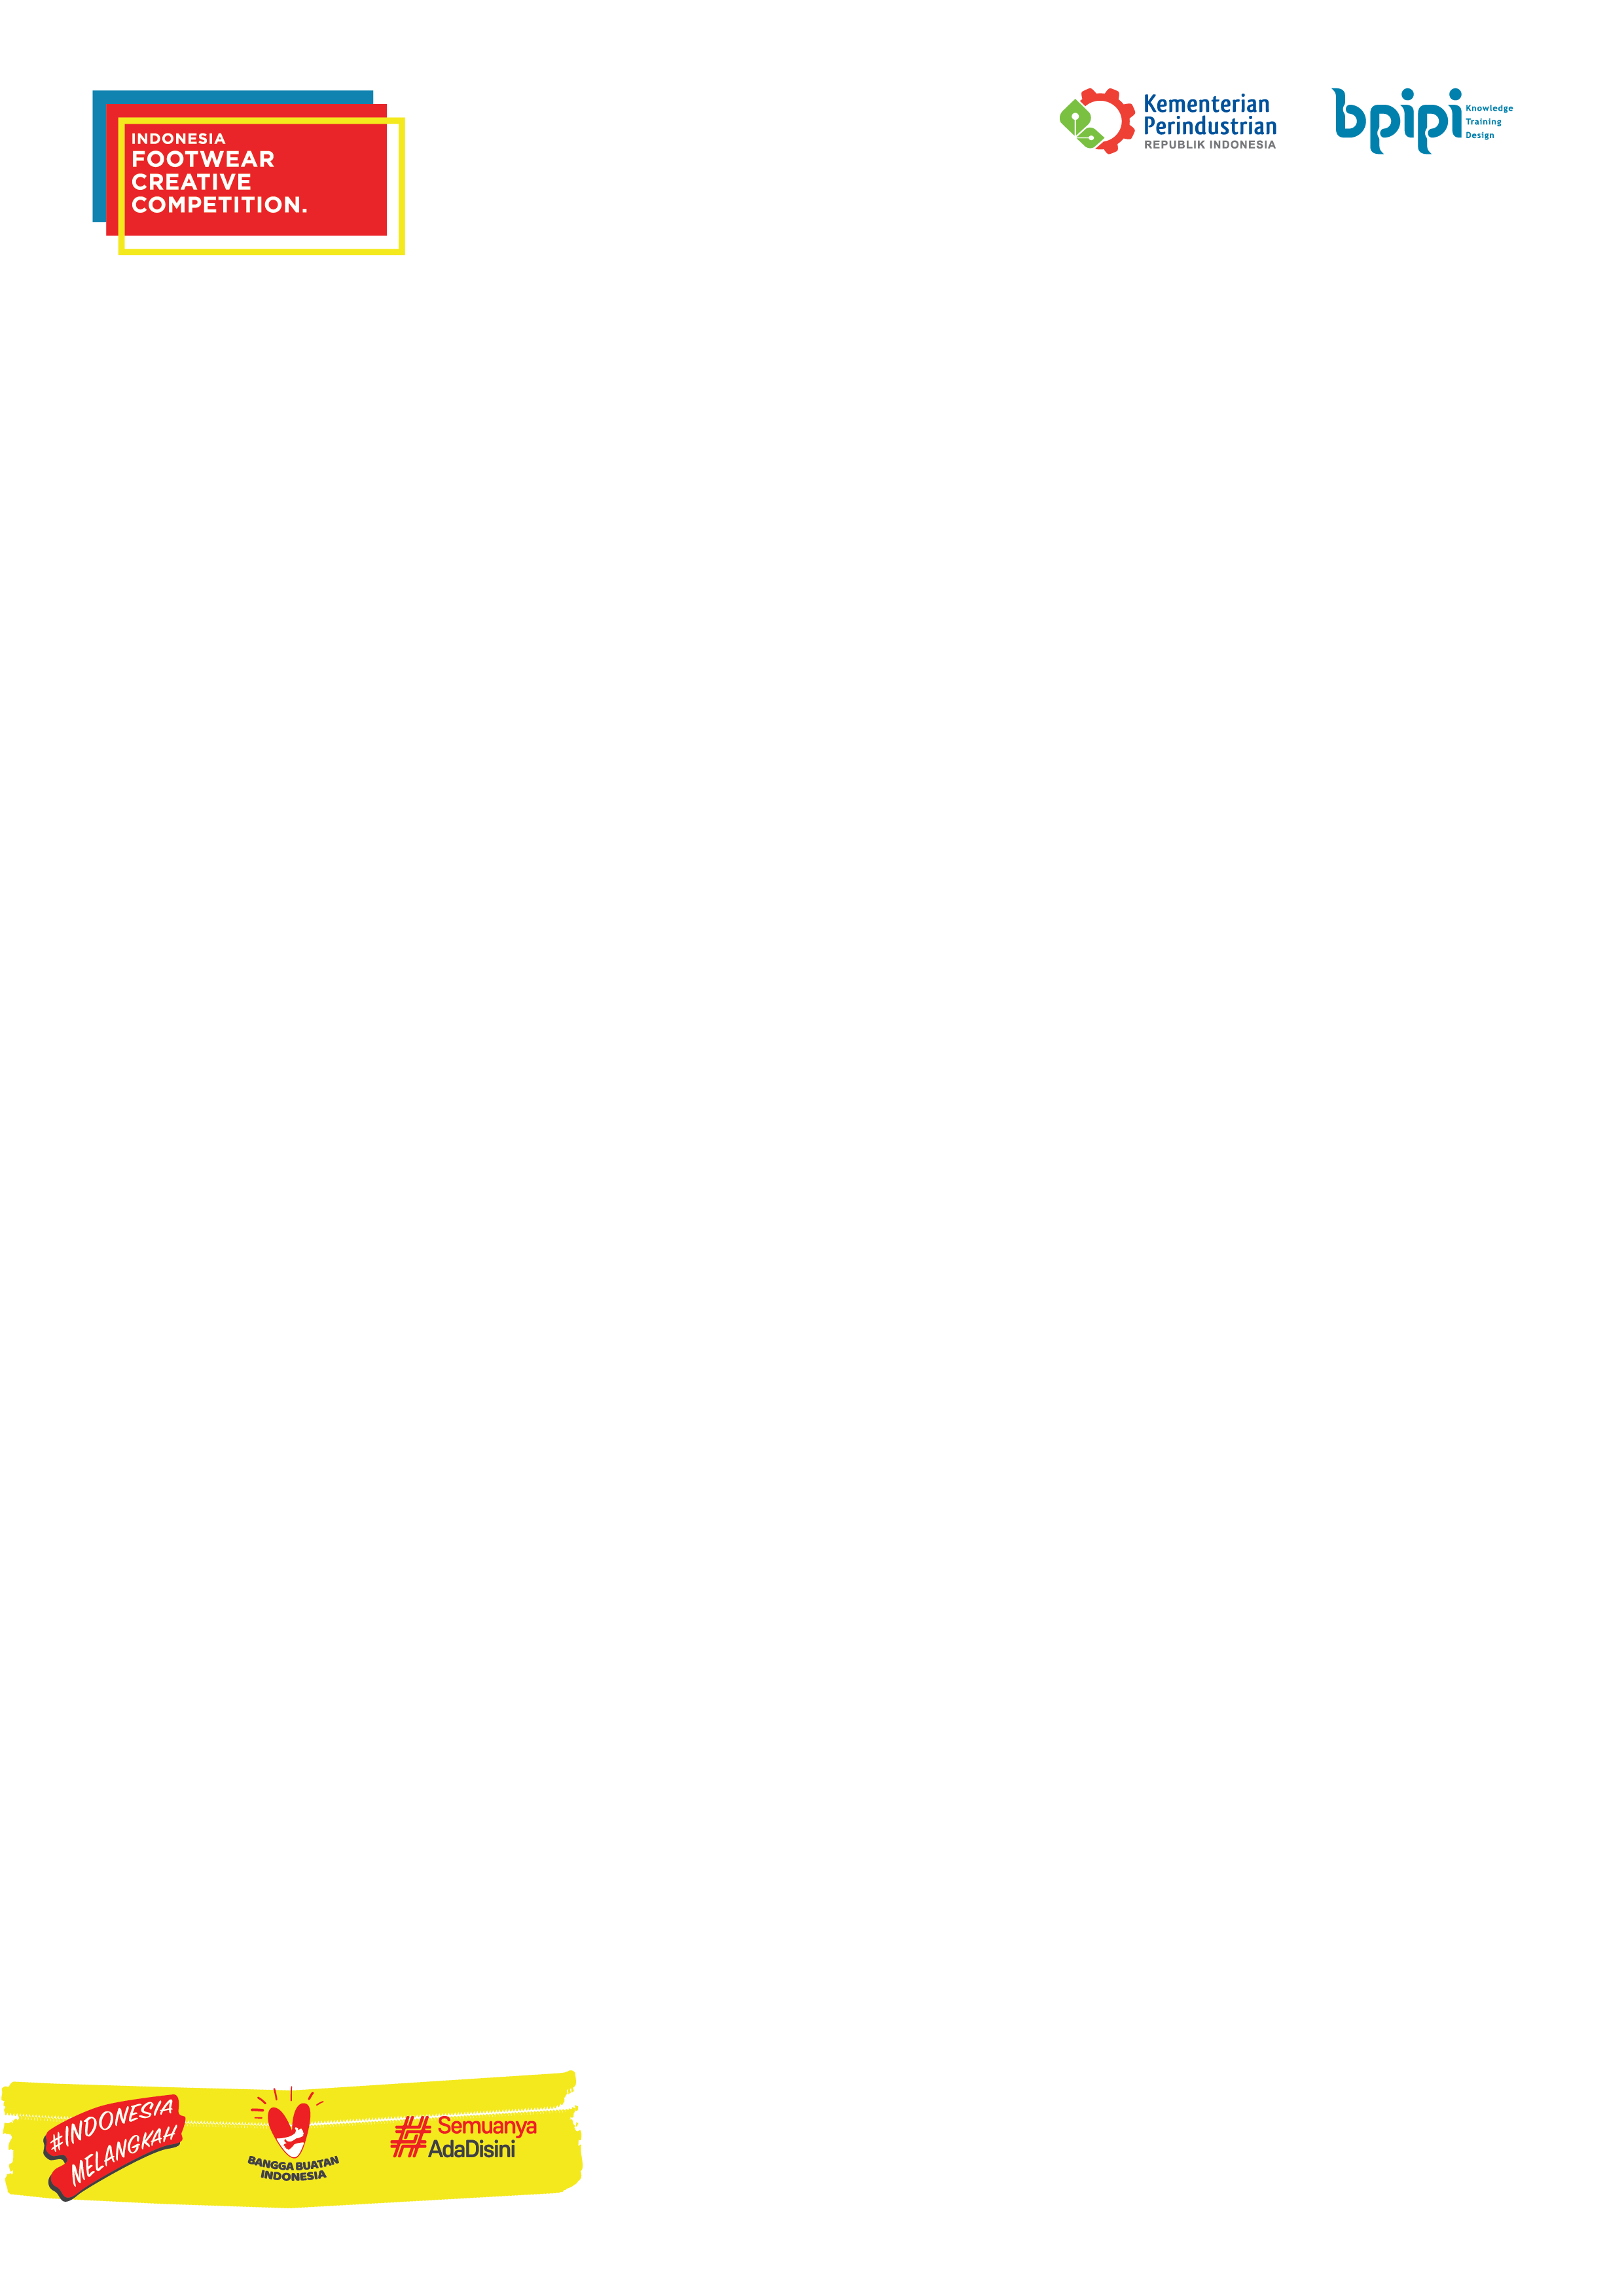 INDONESIA
FOOTWEAR
CREATIVE
COMPETITION.
Kementerian
Perindustrian
REPUBLIK INDONESIA
bpipi
Knowledge
Training
Design
#INDONESIA
MELANGKAH
BANGGA BUATAN
INDONESIA
#Semuanya
AdaDisini